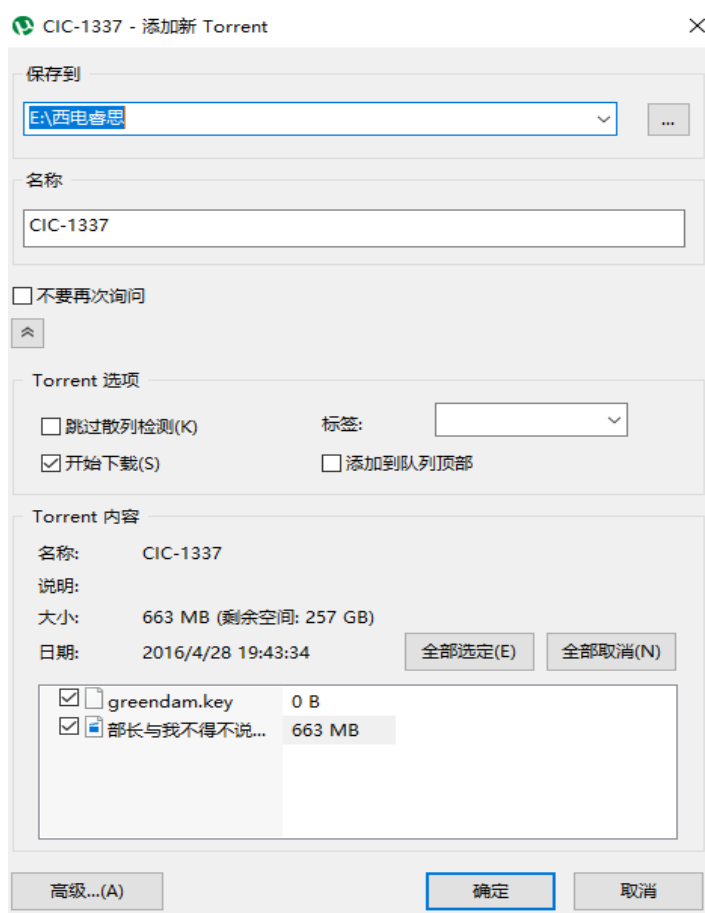 CIC-1337 - 添加新 Torrent
保存到
E:\西电睿思
...
名称
CIC-1337
不要再次询问
Torrent 选项
跳过散列检测(K) 标签:
开始下载(S) 添加到队列顶部
Torrent 内容
名称: CIC-1337
说明:
大小: 663 MB (剩余空间: 257 GB)
日期: 2016/4/28 19:43:34 全部选定(E) 全部取消(N)
greendam.key 0 B
部长与我不得不说... 663 MB
高级...(A) 确定 取消